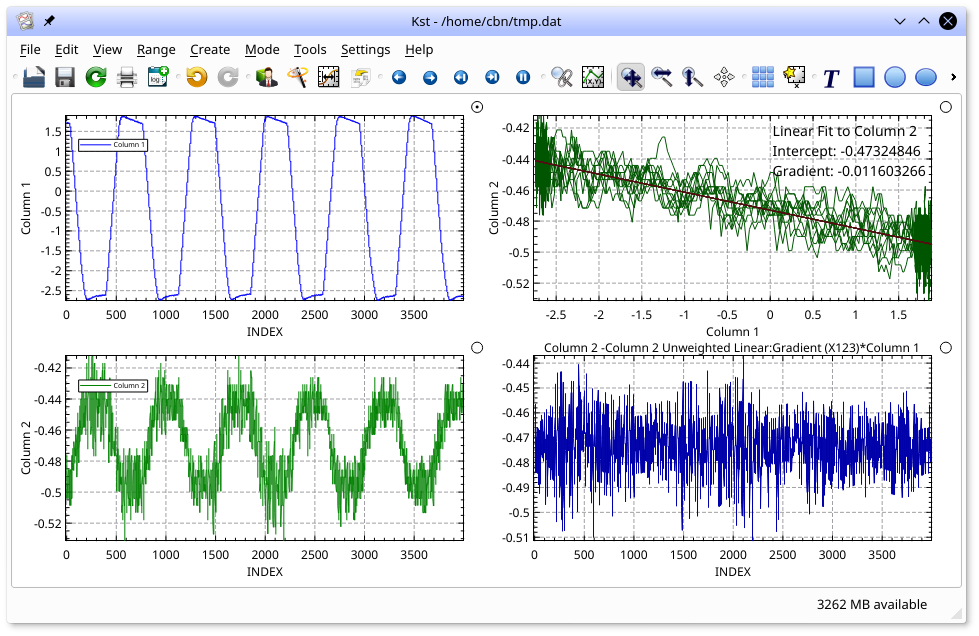 Kst - /home/cbn/tmp.dat
File Edit View Range Create Mode Tools Settings Help
log
(X,Y)
T
1.5
1
0.5
0
-0.5
-1
-1.5
-2
-2.5
Column 1
Column 1
0 500 1000 1500 2000 2500 3000 3500
INDEX
-0.42
-0.44
-0.46
-0.48
-0.5
-0.52
Column 2
Linear Fit to Column 2
Intercept: -0.47324846
Gradient: -0.011603266
-2.5 -2 -1.5 -1 -0.5 0 0.5 1 1.5
Column 1
-0.42
-0.44
-0.46
-0.48
-0.5
-0.52
Column 2
Column 2
0 500 1000 1500 2000 2500 3000 3500
INDEX
Column 2 -Column 2 Unweighted Linear:Gradient (X123)*Column 1
-0.44
-0.45
-0.46
-0.47
-0.48
-0.49
-0.5
-0.51
0 500 1000 1500 2000 2500 3000 3500
INDEX
3262 MB available